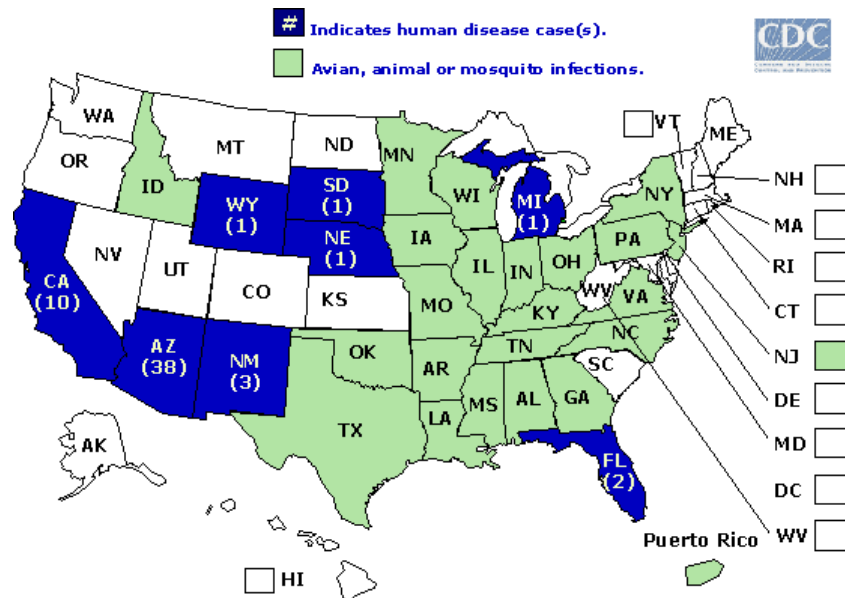 # Indicates human disease case(s).
Avian, animal or mosquito infections.
CDC
WA
OR
ID
MT
ND
MN
WI
VT
ME
NH
MA
RI
CT
NJ
DE
MD
DC
WV
NY
PA
MI
(1)
SD
(1)
WY
(1)
NE
(1)
IA
IL
IN
OH
WV
VA
KY
NC
TN
SC
NV
UT
CO
KS
MO
CA
(10)
AZ
(38)
NM
(3)
OK
AR
TX
LA
MS
AL
GA
FL
(2)
AK
HI
Puerto Rico